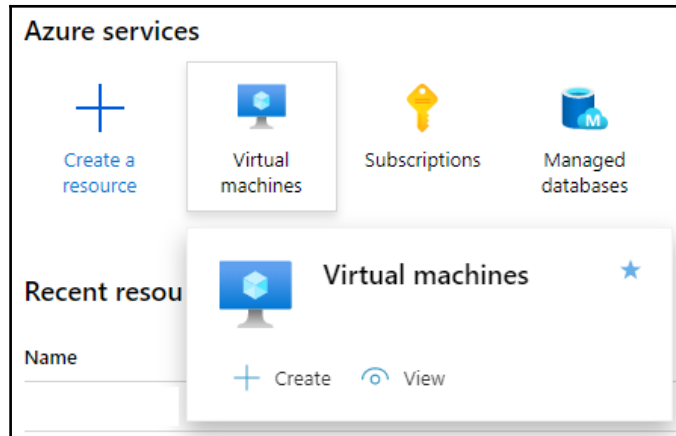 Azure services
Create a
resource
Virtual
machines
Subscriptions
Managed
databases
M
Recent resou
Virtual machines
Name
Create
View